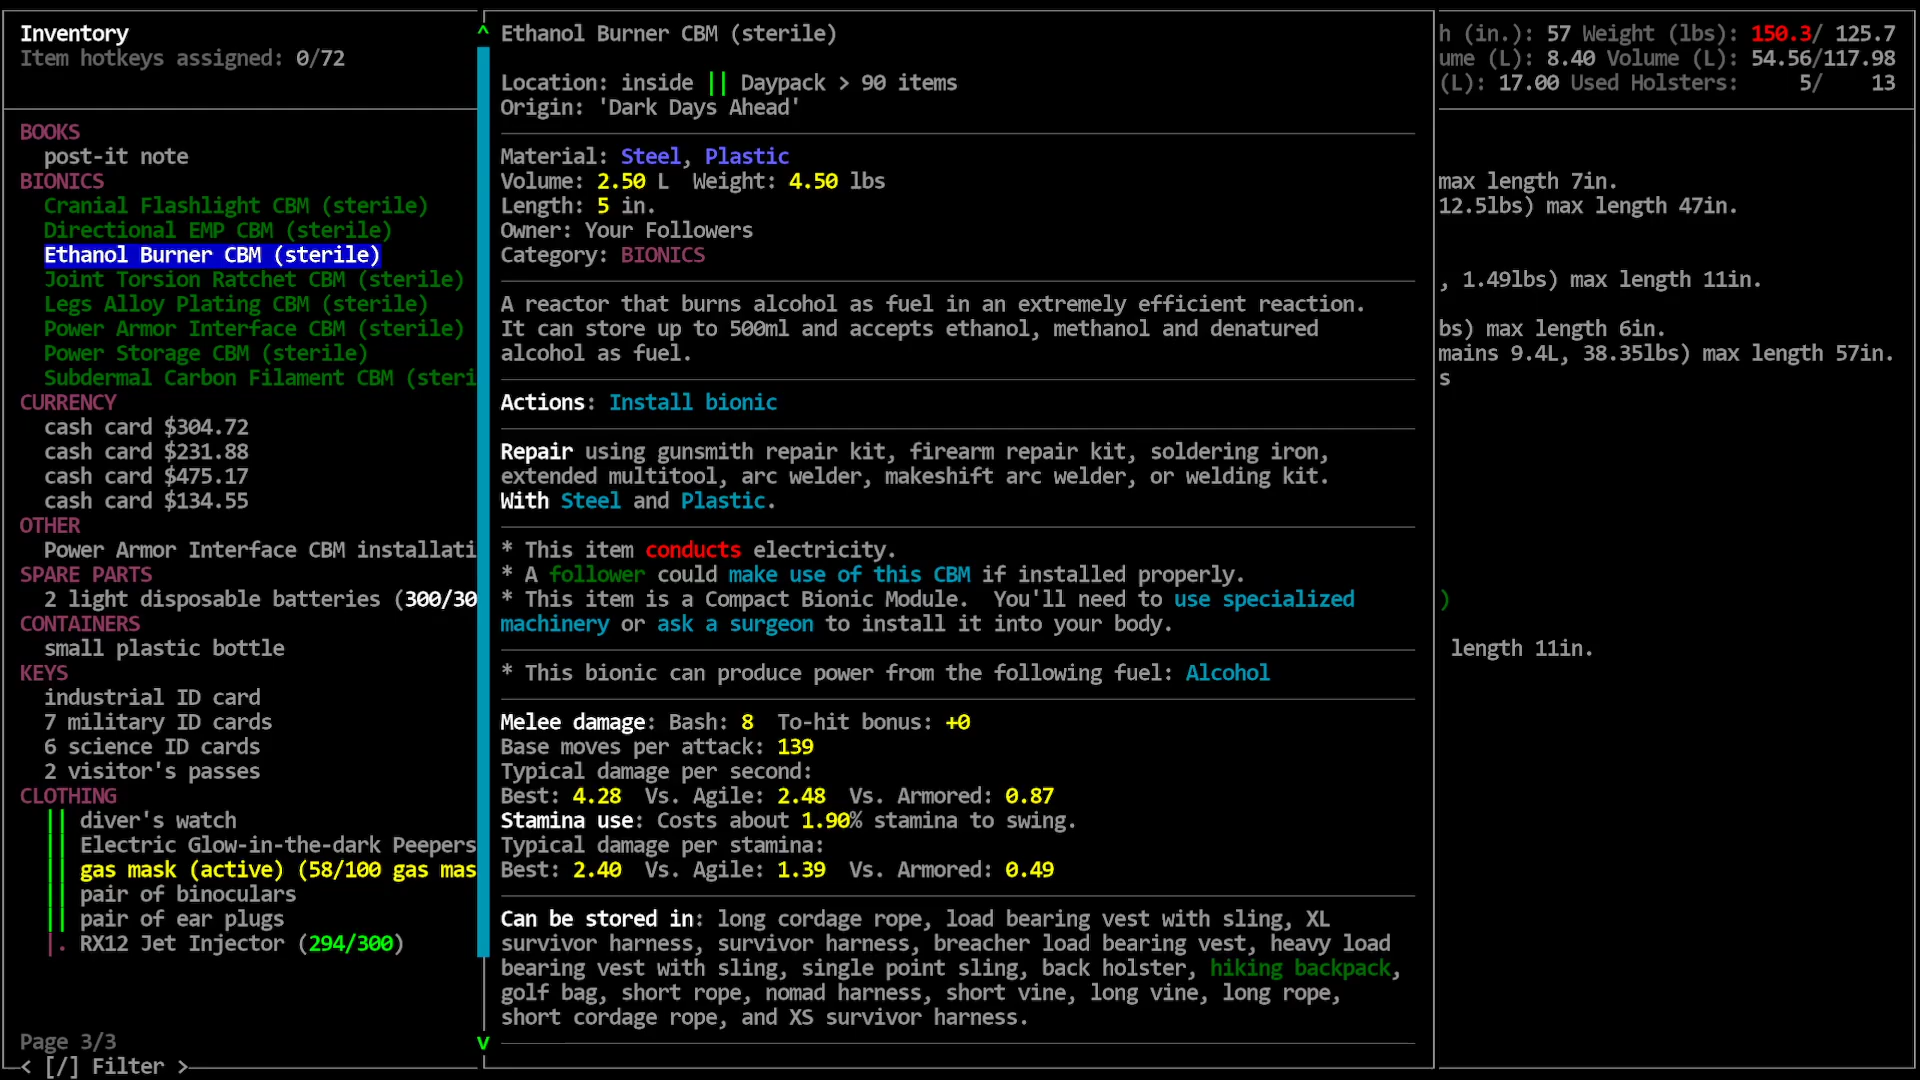 Inventory
Item hotkeys assigned: 0/72
BOOKS
post-it note
BIONICS
Cranial Flashlight CBM (sterile)
Directional EMP CBM (sterile)
Ethanol Burner CBM (sterile)
Joint Torsion Ratchet CBM (sterile)
Legs Alloy Plating CBM (sterile)
Power Armor Interface CBM (sterile)
Power Storage CBM (sterile)
Subdermal Carbon Filament CBM (steri
CURRENCY
cash card $304.72
cash card $231.88
cash card $475.17
cash card $134.55
OTHER
Power Armor Interface CBM installati
SPARE PARTS
2 light disposable batteries (300/30
CONTAINERS
small plastic bottle
KEYS
industrial ID card
7 military ID cards
6 science ID cards
2 visitor's passes
CLOTHING
|| diver's watch
|| Electric Glow-in-the-dark Peepers
|| gas mask (active) (58/100 gas mas
|| pair of binoculars
|| pair of ear plugs
|. RX12 Jet Injector (294/300)
Page 3/3
< [/] Filter >
^
v
Ethanol Burner CBM (sterile)
Location: inside || Daypack > 90 items
Origin: 'Dark Days Ahead'
Material: Steel, Plastic
Volume: 2.50 L  Weight: 4.50 lbs
Length: 5 in.
Owner: Your Followers
Category: BIONICS
A reactor that burns alcohol as fuel in an extremely efficient reaction.
It can store up to 500ml and accepts ethanol, methanol and denatured
alcohol as fuel.
Actions: Install bionic
Repair using gunsmith repair kit, firearm repair kit, soldering iron,
extended multitool, arc welder, makeshift arc welder, or welding kit.
With Steel and Plastic.
* This item conducts electricity.
* A follower could make use of this CBM if installed properly.
* This item is a Compact Bionic Module.  You'll need to use specialized
machinery or ask a surgeon to install it into your body.
* This bionic can produce power from the following fuel: Alcohol
Melee damage: Bash: 8  To-hit bonus: +0
Base moves per attack: 139
Typical damage per second:
Best: 4.28  Vs. Agile: 2.48  Vs. Armored: 0.87
Stamina use: Costs about 1.90% stamina to swing.
Typical damage per stamina:
Best: 2.40  Vs. Agile: 1.39  Vs. Armored: 0.49
Can be stored in: long cordage rope, load bearing vest with sling, XL
survivor harness, survivor harness, breacher load bearing vest, heavy load
bearing vest with sling, single point sling, back holster, hiking backpack,
golf bag, short rope, nomad harness, short vine, long vine, long rope,
short cordage rope, and XS survivor harness.
h (in.): 57 Weight (lbs): 150.3/ 125.7
ume (L): 8.40 Volume (L): 54.56/117.98
(L): 17.00 Used Holsters: 5/ 13
max length 7in.
12.5lbs) max length 47in.
, 1.49lbs) max length 11in.
bs) max length 6in.
mains 9.4L, 38.35lbs) max length 57in.
s
)
length 11in.